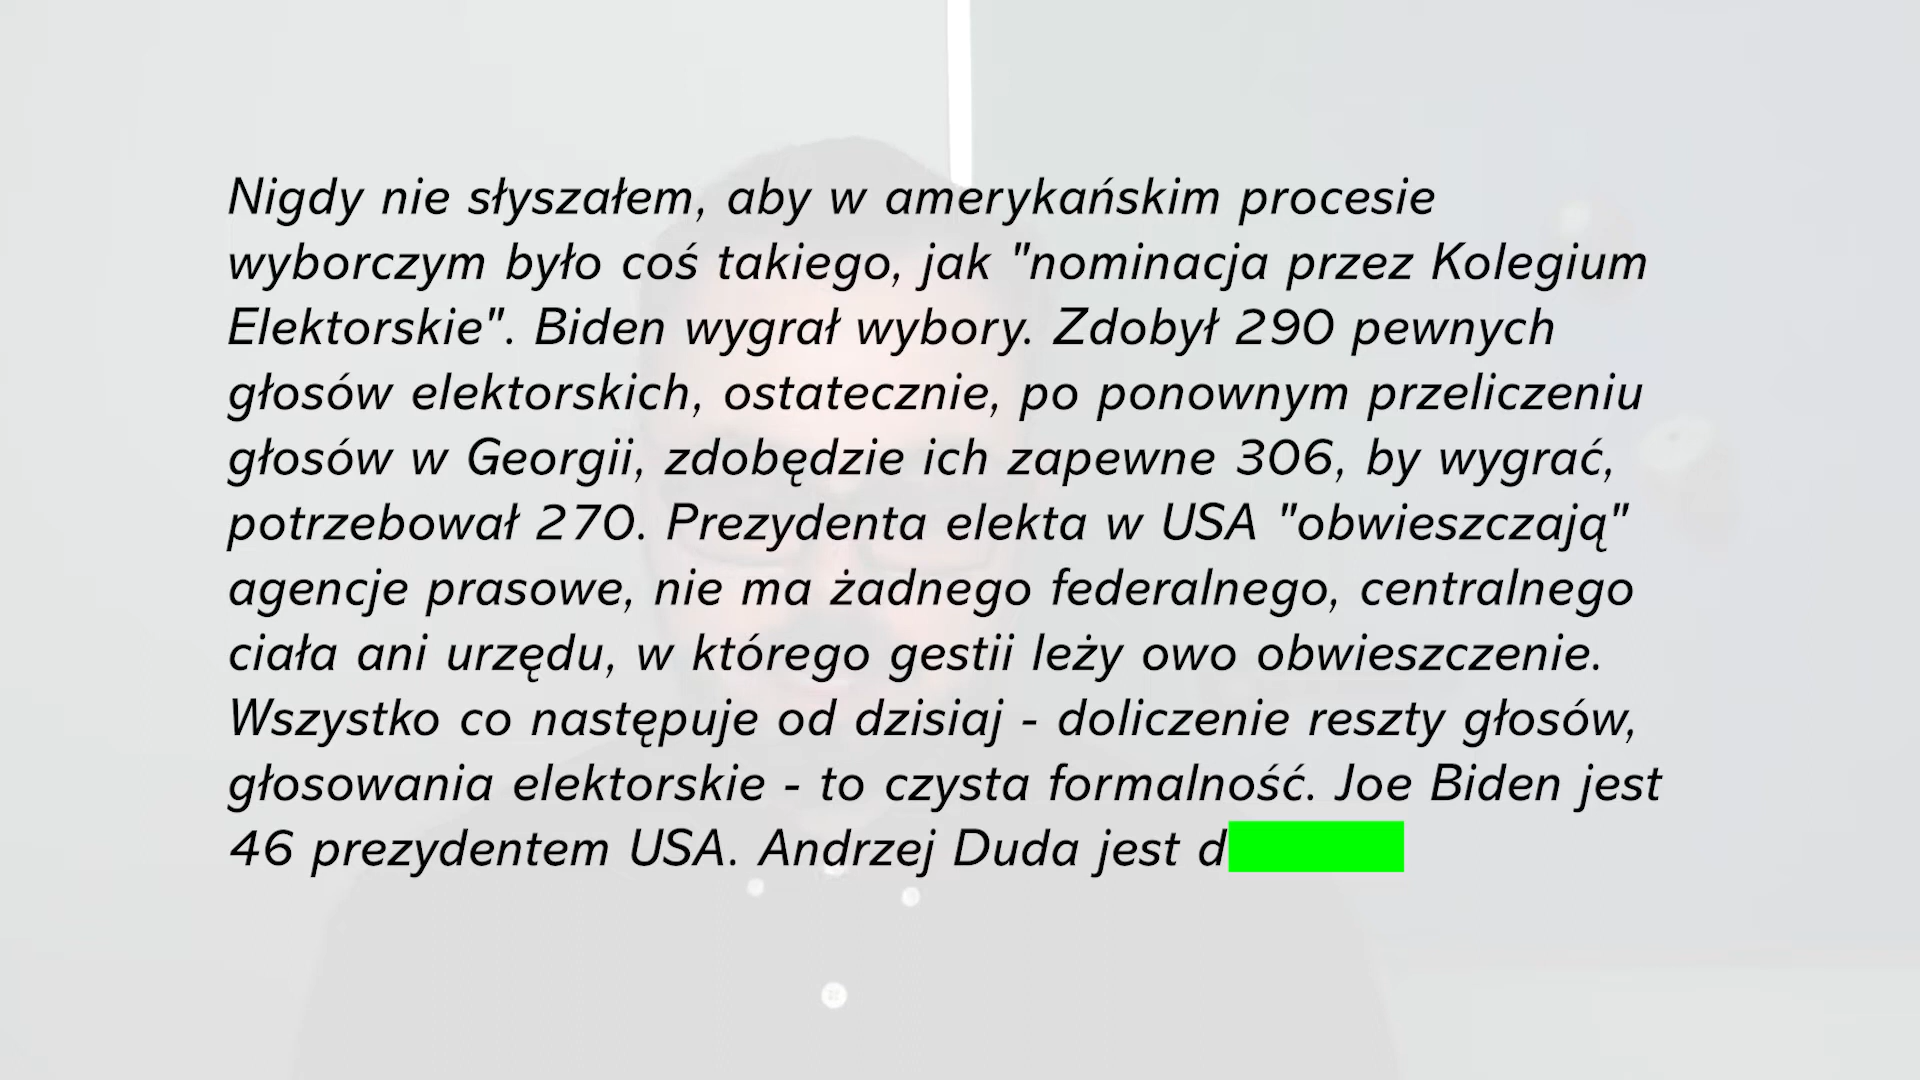 Nigdy nie słyszałem, aby w amerykańskim procesie
wyborczym było coś takiego, jak "nominacja przez Kolegium
Elektorskie". Biden wygrał wybory. Zdobył 290 pewnych
głosów elektorskich, ostatecznie, po ponownym przeliczeniu
głosów w Georgii, zdobędzie ich zapewne 306, by wygrać,
potrzebował 270. Prezydenta elekta w USA "obwieszczają"
agencje prasowe, nie ma żadnego federalnego, centralnego
ciała ani urzędu, w którego gestii leży owo obwieszczenie.
Wszystko co następuje od dzisiaj - doliczenie reszty głosów,
głosowania elektorskie - to czysta formalność. Joe Biden jest
46 prezydentem USA. Andrzej Duda jest d